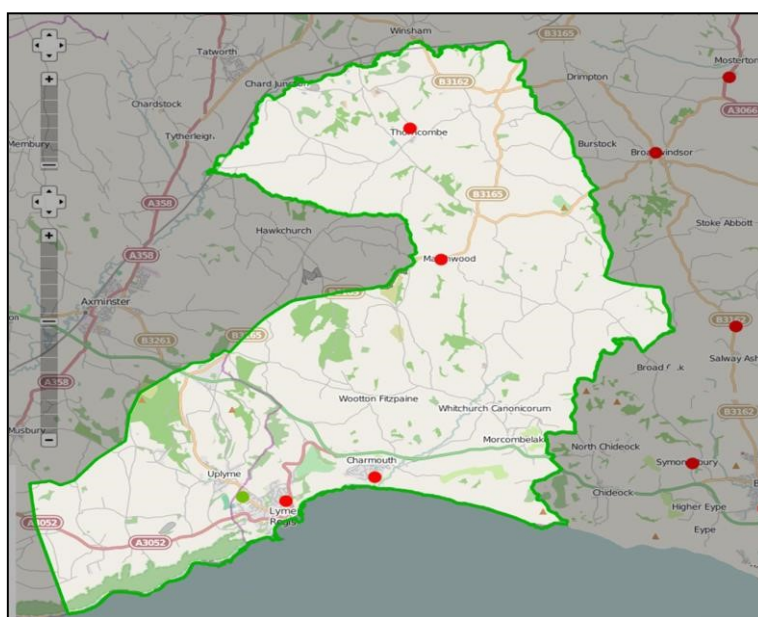 Winsham
B3165
Mosterton
Tatworth
Chard Junction
B3162
Drimpton
A3066
Chardstock
Thorncombe
Tytherleigh
Membury
Burstock
Broadwindsor
B3165
A358
Stoke Abbott
Hawkchurch
A358
Marshwood
Axminster
B3162
B3165
B3261
Salway Ash
A358
Broad Oak
Wootton Fitzpaine
Whitchurch Canonicorum
B3162
Musbury
Morcombelake
North Chideock
Charmouth
Symondsbury
Uplyme
Chideock
Lyme
Regis
Higher Eype
A3052
Eype
A3052